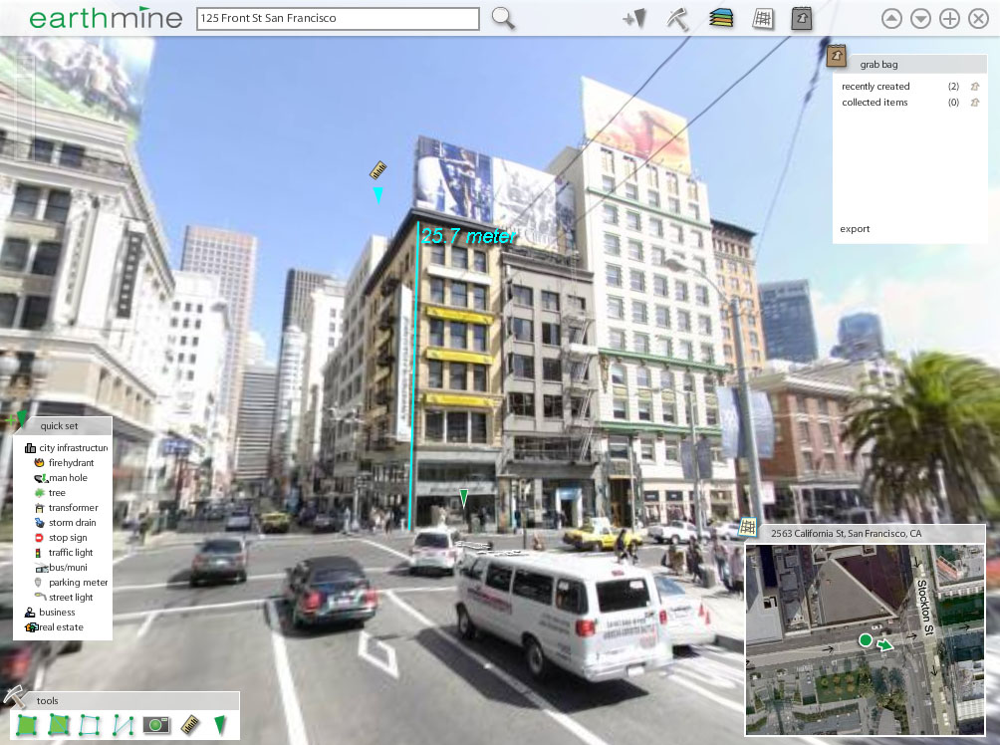 earthmine
125 Front St San Francisco
grab bag
recently created (2)
collected items (0)
export
25.7 meter
quick set
city infrastructure
firehydrant
man hole
tree
transformer
storm drain
stop sign
traffic light
bus/muni
parking meter
street light
business
real estate
2563 California St, San Francisco, CA
Stockton St
tools